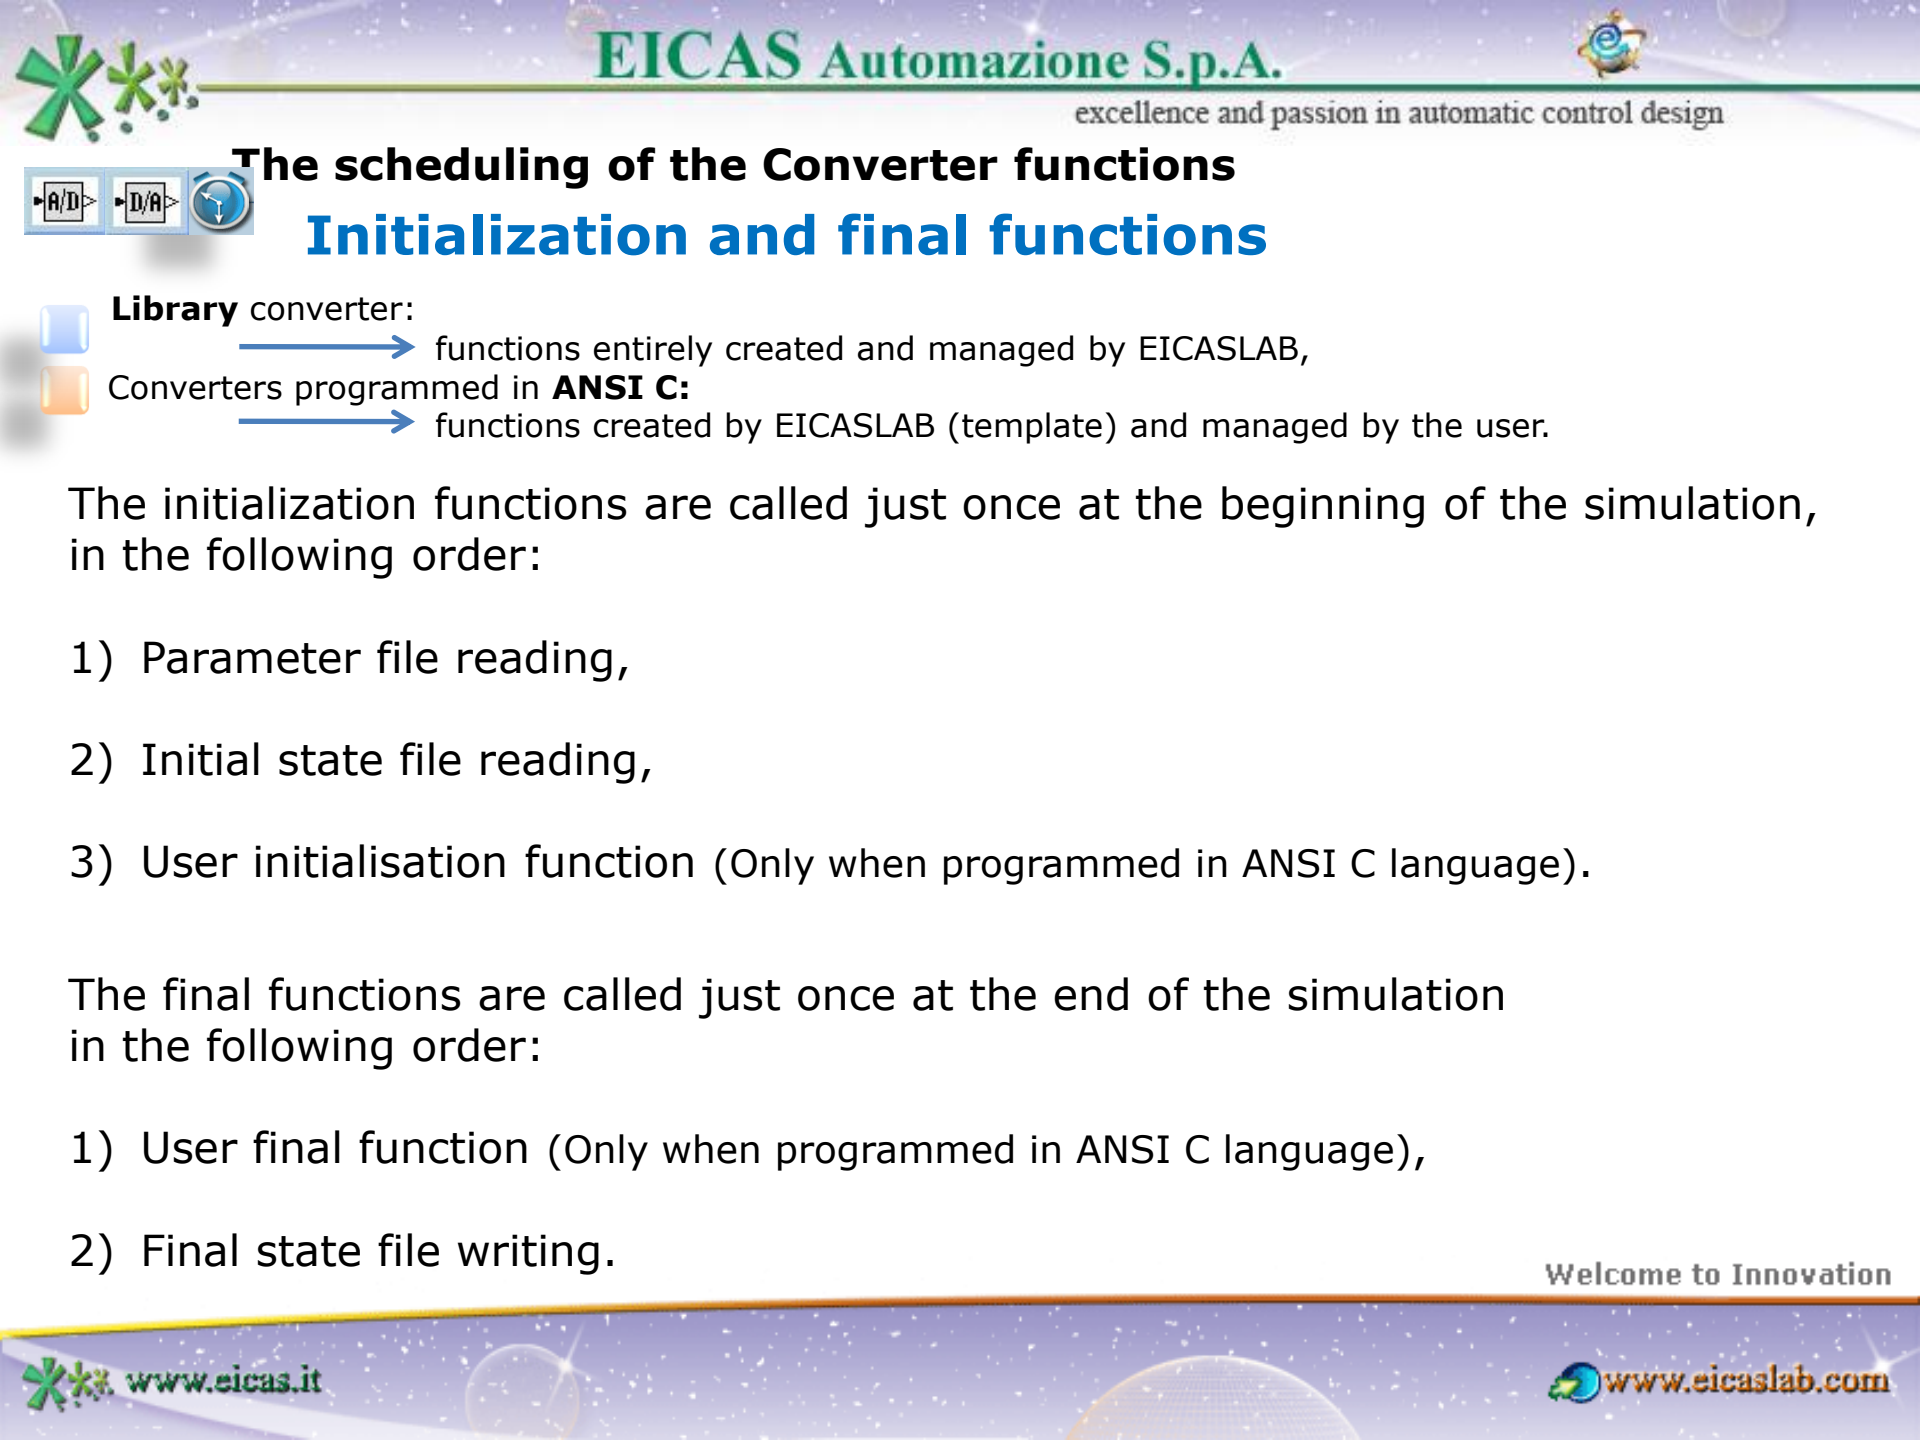 EICAS Automazione S.p.A.
excellence and passion in automatic control design
The scheduling of the Converter functions
A/D D/A
Initialization and final functions
Library converter:
functions entirely created and managed by EICASLAB,
Converters programmed in ANSI C:
functions created by EICASLAB (template) and managed by the user.
The initialization functions are called just once at the beginning of the simulation,
in the following order:
1) Parameter file reading,
2) Initial state file reading,
3) User initialisation function (Only when programmed in ANSI C language).
The final functions are called just once at the end of the simulation
in the following order:
1) User final function (Only when programmed in ANSI C language),
2) Final state file writing.
Welcome to Innovation
www.eicas.it
www.eicaslab.com